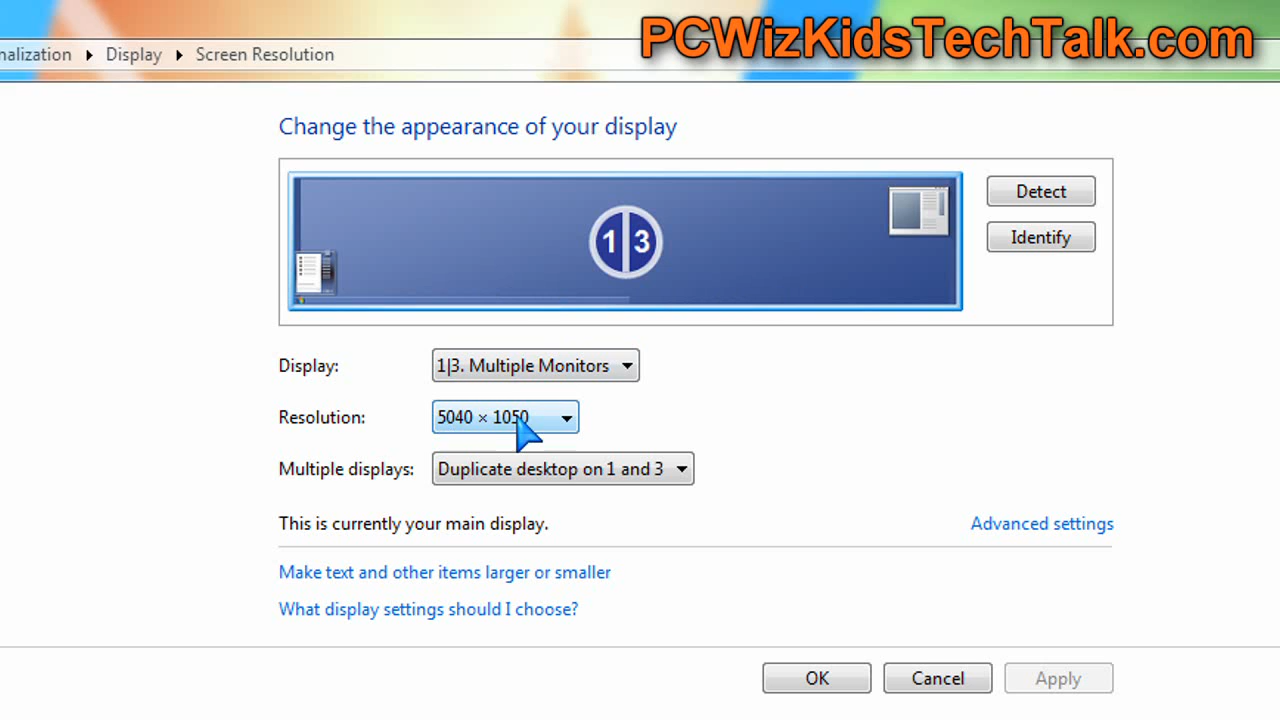 PCWizKidsTechTalk.com
nalization ▸ Display ▸ Screen Resolution
Change the appearance of your display
1|3
Detect
Identify
Display: 1|3. Multiple Monitors
Resolution: 5040 × 1050
Multiple displays: Duplicate desktop on 1 and 3
This is currently your main display. Advanced settings
Make text and other items larger or smaller
What display settings should I choose?
OK Cancel Apply